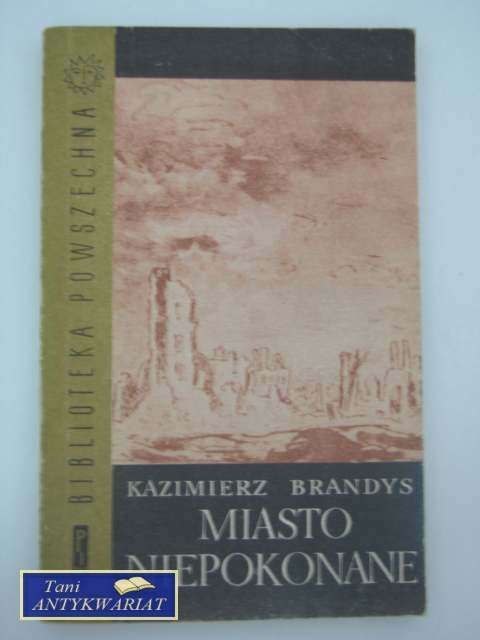 BIBLIOTEKA POWSZECHNA
KAZIMIERZ BRANDYS
MIASTO
NIEPOKONANE
Tani
ANTYKWARIAT